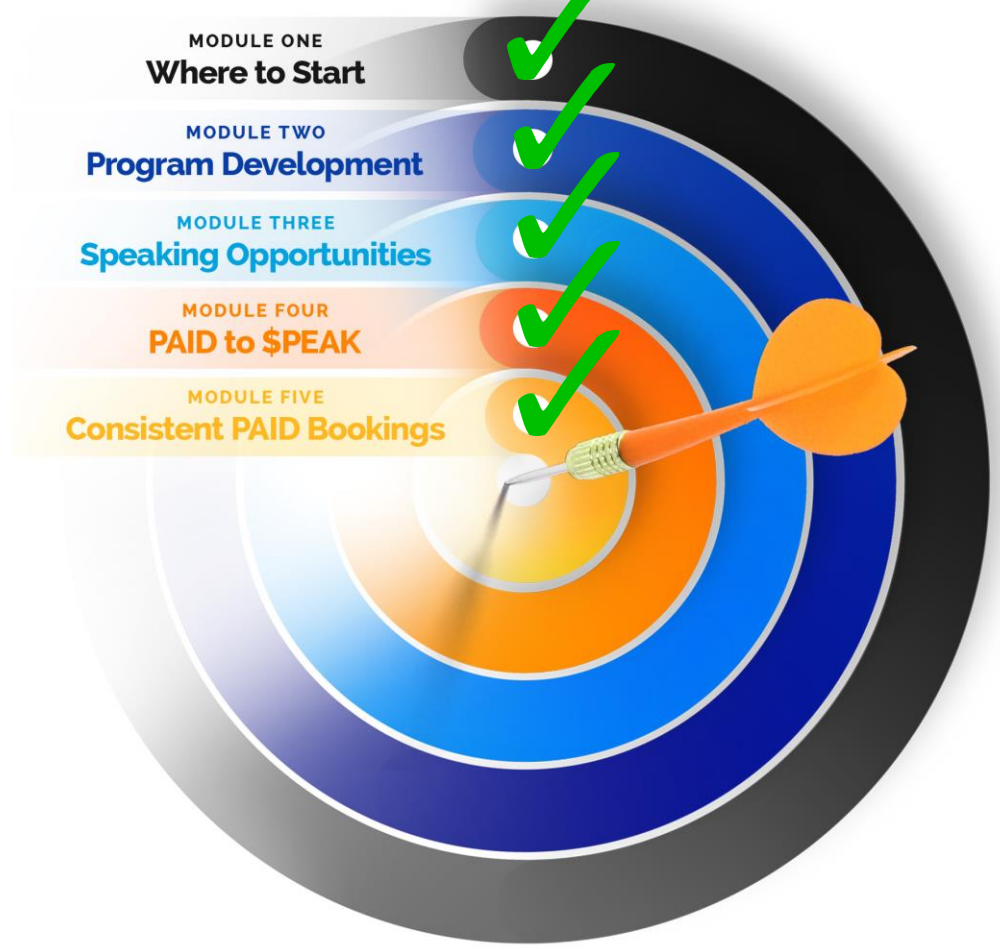 MODULE ONE
Where to Start
MODULE TWO
Program Development
MODULE THREE
Speaking Opportunities
MODULE FOUR
PAID to $PEAK
MODULE FIVE
Consistent PAID Bookings